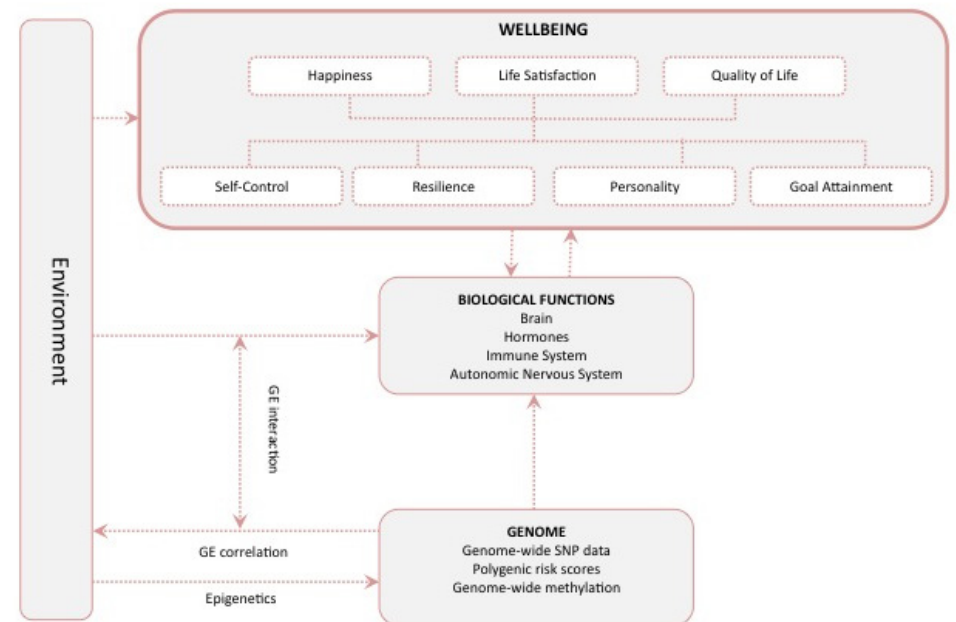 WELLBEING
Happiness
Life Satisfaction
Quality of Life
Self-Control
Resilience
Personality
Goal Attainment
Environment
BIOLOGICAL FUNCTIONS
Brain
Hormones
Immune System
Autonomic Nervous System
GE interaction
GENOME
Genome-wide SNP data
Polygenic risk scores
Genome-wide methylation
GE correlation
Epigenetics